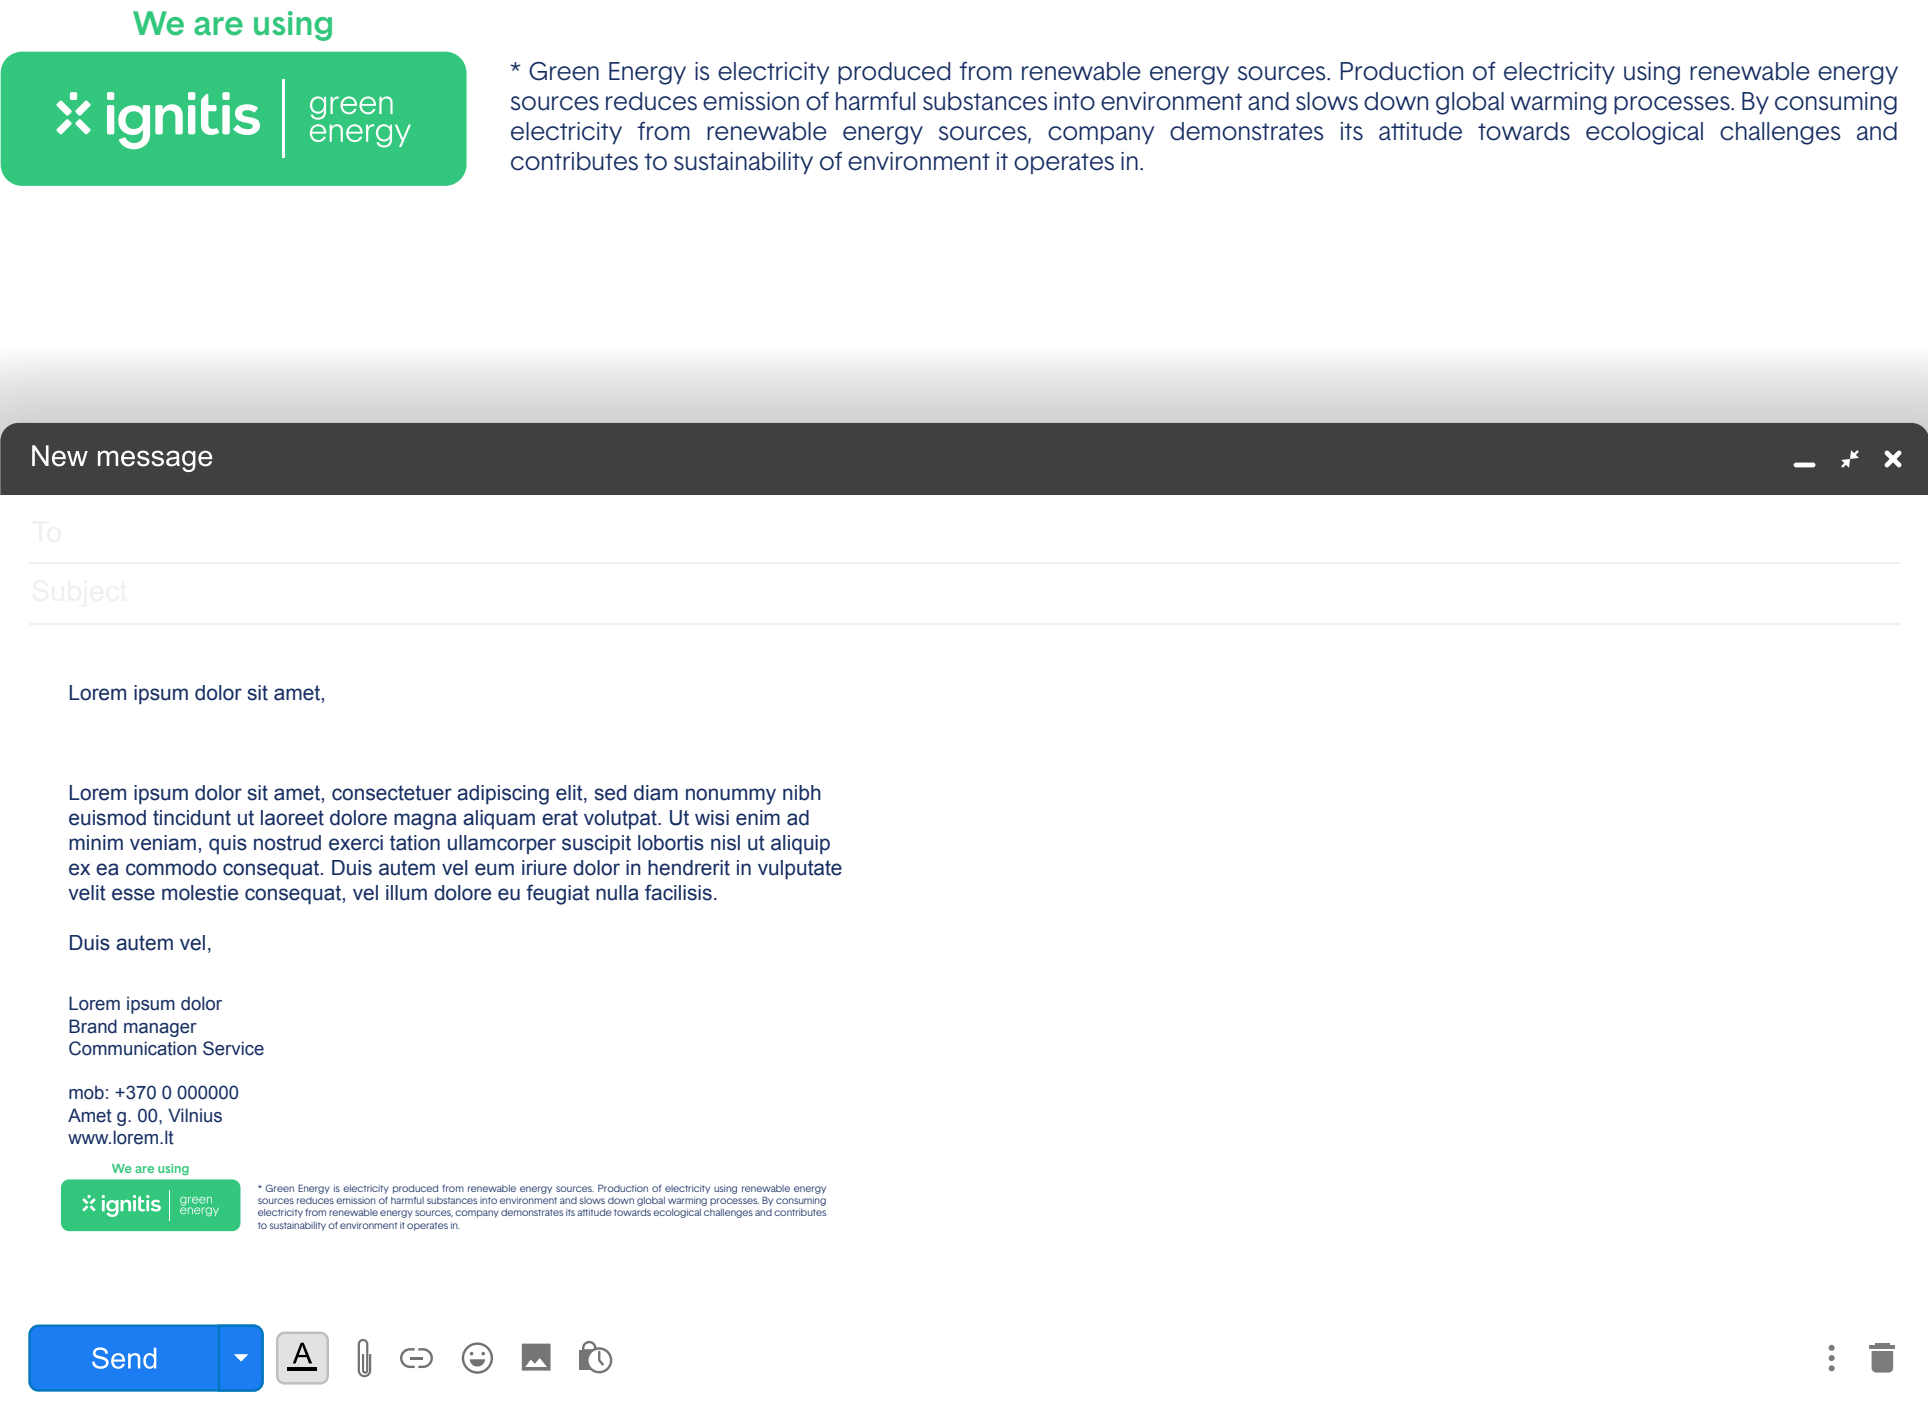 We are using
ignitis
green
energy
* Green Energy is electricity produced from renewable energy sources. Production of electricity using renewable energy
sources reduces emission of harmful substances into environment and slows down global warming processes. By consuming
electricity from renewable energy sources, company demonstrates its attitude towards ecological challenges and
contributes to sustainability of environment it operates in.
New message
To
Subject
Lorem ipsum dolor sit amet,
Lorem ipsum dolor sit amet, consectetuer adipiscing elit, sed diam nonummy nibh
euismod tincidunt ut laoreet dolore magna aliquam erat volutpat. Ut wisi enim ad
minim veniam, quis nostrud exerci tation ullamcorper suscipit lobortis nisl ut aliquip
ex ea commodo consequat. Duis autem vel eum iriure dolor in hendrerit in vulputate
velit esse molestie consequat, vel illum dolore eu feugiat nulla facilisis.
Duis autem vel,
Lorem ipsum dolor
Brand manager
Communication Service
mob: +370 0 000000
Amet g. 00, Vilnius
www.lorem.lt
We are using
ignitis
green
energy
* Green Energy is electricity produced from renewable energy sources. Production of electricity using renewable energy
sources reduces emission of harmful substances into environment and slows down global warming processes. By consuming
electricity from renewable energy sources, company demonstrates its attitude towards ecological challenges and contributes
to sustainability of environment it operates in.
Send
A